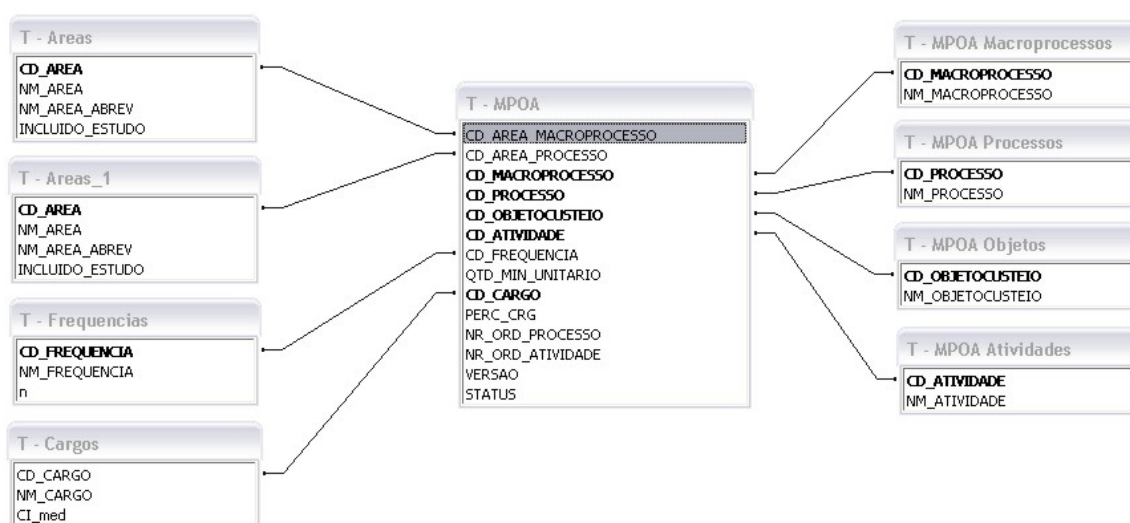 T - Areas
CD_AREA
NM_AREA
NM_AREA_ABREV
INCLUIDO_ESTUDO
T - Areas_1
CD_AREA
NM_AREA
NM_AREA_ABREV
INCLUIDO_ESTUDO
T - Frequencias
CD_FREQUENCIA
NM_FREQUENCIA
n
T - Cargos
CD_CARGO
NM_CARGO
CI_med
T - MPOA
CD_AREA_MACROPROCESSO
CD_AREA_PROCESSO
CD_MACROPROCESSO
CD_PROCESSO
CD_OBJETOCUSTEIO
CD_ATIVIDADE
CD_FREQUENCIA
QTD_MIN_UNITARIO
CD_CARGO
PERC_CRG
NR_ORD_PROCESSO
NR_ORD_ATIVIDADE
VERSAO
STATUS
T - MPOA Macroprocessos
CD_MACROPROCESSO
NM_MACROPROCESSO
T - MPOA Processos
CD_PROCESSO
NM_PROCESSO
T - MPOA Objetos
CD_OBJETOCUSTEIO
NM_OBJETOCUSTEIO
T - MPOA Atividades
CD_ATIVIDADE
NM_ATIVIDADE